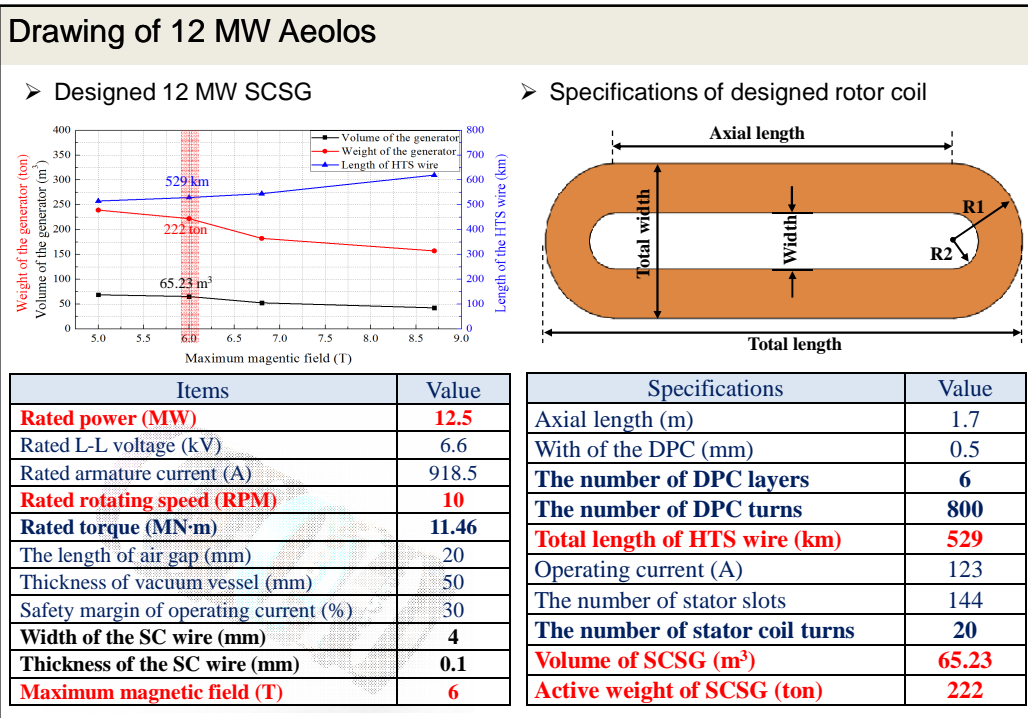 Drawing of 12 MW Aeolos
➢ Designed 12 MW SCSG
Volume of the generator
Weight of the generator
Length of HTS wire
529 km
222 ton
65.23 m³
Weight of the generator (ton)
Volume of the generator (m³)
Length of the HTS wire (km)
400
350
300
250
200
150
100
50
0
800
700
600
500
400
300
200
100
0
5.0 5.5 6.0 6.5 7.0 7.5 8.0 8.5 9.0
Maximum magentic field (T)
➢ Specifications of designed rotor coil
Axial length
Total width
Width
R1
R2
Total length
Items Value
Rated power (MW) 12.5
Rated L-L voltage (kV) 6.6
Rated armature current (A) 918.5
Rated rotating speed (RPM) 10
Rated torque (MN·m) 11.46
The length of air gap (mm) 20
Thickness of vacuum vessel (mm) 50
Safety margin of operating current (%) 30
Width of the SC wire (mm) 4
Thickness of the SC wire (mm) 0.1
Maximum magnetic field (T) 6
Specifications Value
Axial length (m) 1.7
With of the DPC (mm) 0.5
The number of DPC layers 6
The number of DPC turns 800
Total length of HTS wire (km) 529
Operating current (A) 123
The number of stator slots 144
The number of stator coil turns 20
Volume of SCSG (m³) 65.23
Active weight of SCSG (ton) 222